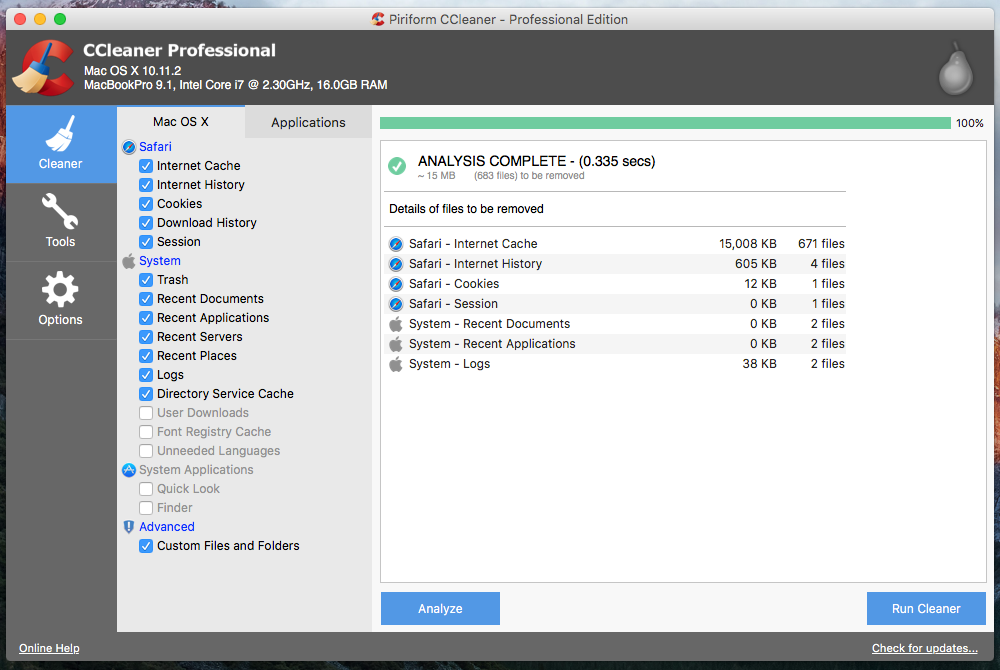 Piriform CCleaner - Professional Edition
CCleaner Professional
Mac OS X 10.11.2
MacBookPro 9.1, Intel Core i7 @ 2.30GHz, 16.0GB RAM
Cleaner
Tools
Options
Mac OS X
Applications
Safari
Internet Cache
Internet History
Cookies
Download History
Session
System
Trash
Recent Documents
Recent Applications
Recent Servers
Recent Places
Logs
Directory Service Cache
User Downloads
Font Registry Cache
Unneeded Languages
System Applications
Quick Look
Finder
Advanced
Custom Files and Folders
100%
ANALYSIS COMPLETE - (0.335 secs)
~ 15 MB (683 files) to be removed
Details of files to be removed
Safari - Internet Cache 15,008 KB 671 files
Safari - Internet History 605 KB 4 files
Safari - Cookies 12 KB 1 files
Safari - Session 0 KB 1 files
System - Recent Documents 0 KB 2 files
System - Recent Applications 0 KB 2 files
System - Logs 38 KB 2 files
Analyze
Run Cleaner
Online Help
Check for updates...